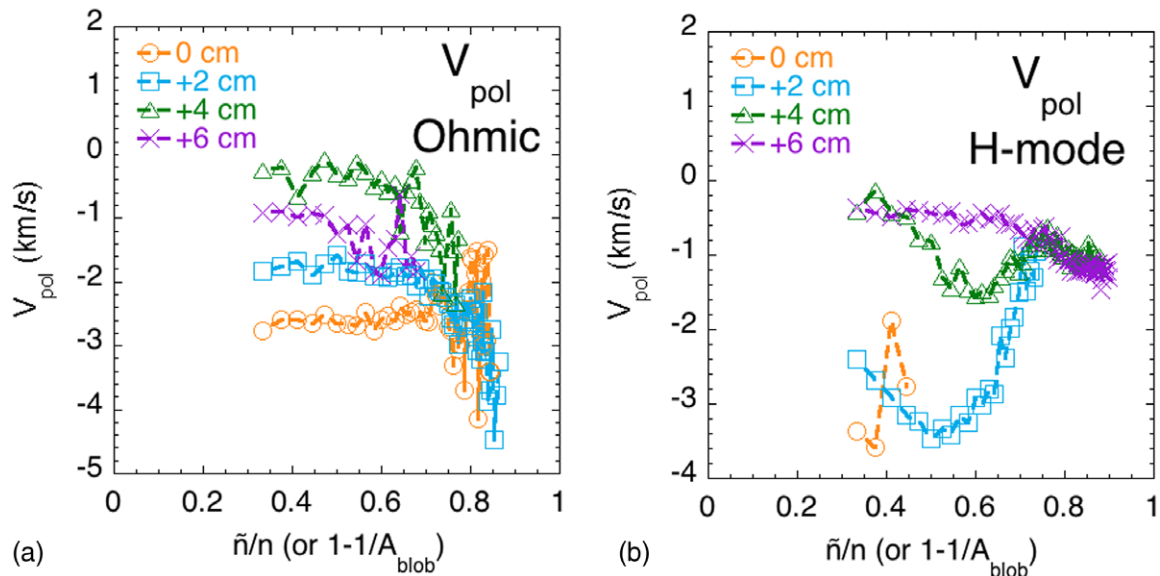 2
1
0
-1
-2
-3
-4
-5
V_pol (km/s)
0 cm
+2 cm
+4 cm
+6 cm
V_pol
Ohmic
0 0.2 0.4 0.6 0.8 1
ñ/n (or 1-1/A_blob)
(a)
2
1
0
-1
-2
-3
-4
V_pol (km/s)
0 cm
+2 cm
+4 cm
+6 cm
V_pol
H-mode
0 0.2 0.4 0.6 0.8 1
ñ/n (or 1-1/A_blob)
(b)